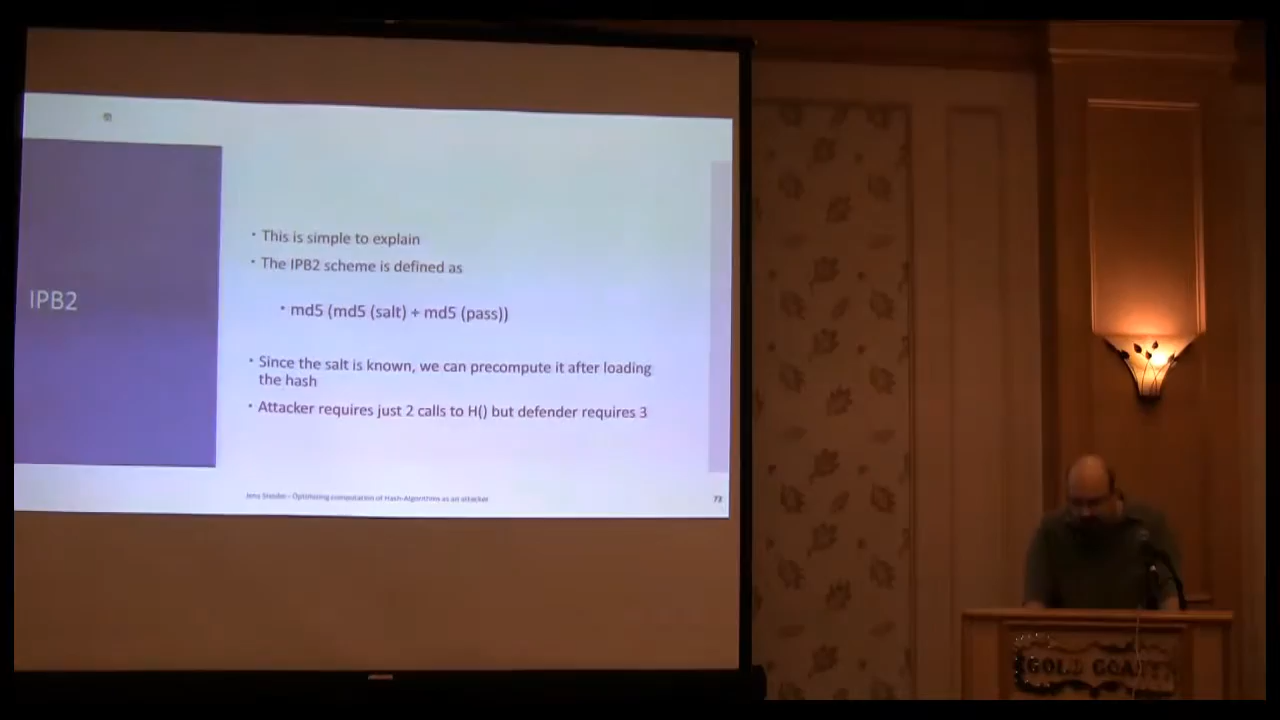 IPB2
• This is simple to explain
• The IPB2 scheme is defined as
• md5 (md5 (salt) + md5 (pass))
• Since the salt is known, we can precompute it after loading
the hash
• Attacker requires just 2 calls to H() but defender requires 3
Jens Steube - Optimizing computation of Hash-Algorithms as an attacker
GOLD COAST